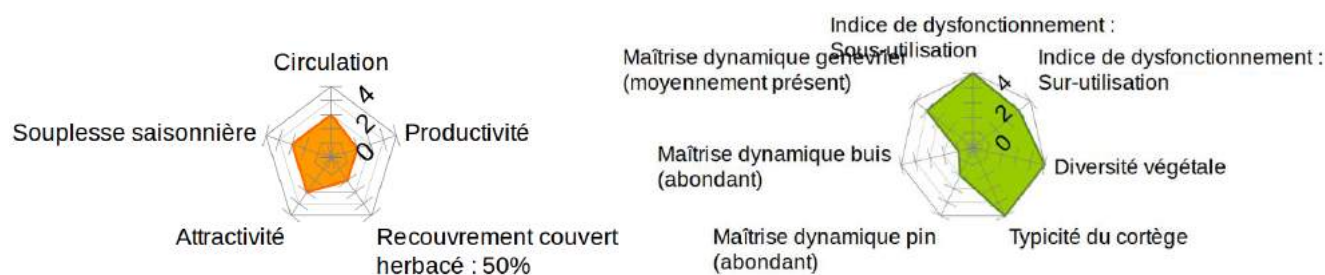 Circulation
4
2
0
Souplesse saisonnière
Productivité
Attractivité
Recouvrement couvert
herbacé : 50%
Indice de dysfonctionnement :
Sous-utilisation
Maîtrise dynamique genévrier
(moyennement présent)
Indice de dysfonctionnement :
Sur-utilisation
4
2
0
Maîtrise dynamique buis
(abondant)
Diversité végétale
Maîtrise dynamique pin
(abondant)
Typicité du cortège